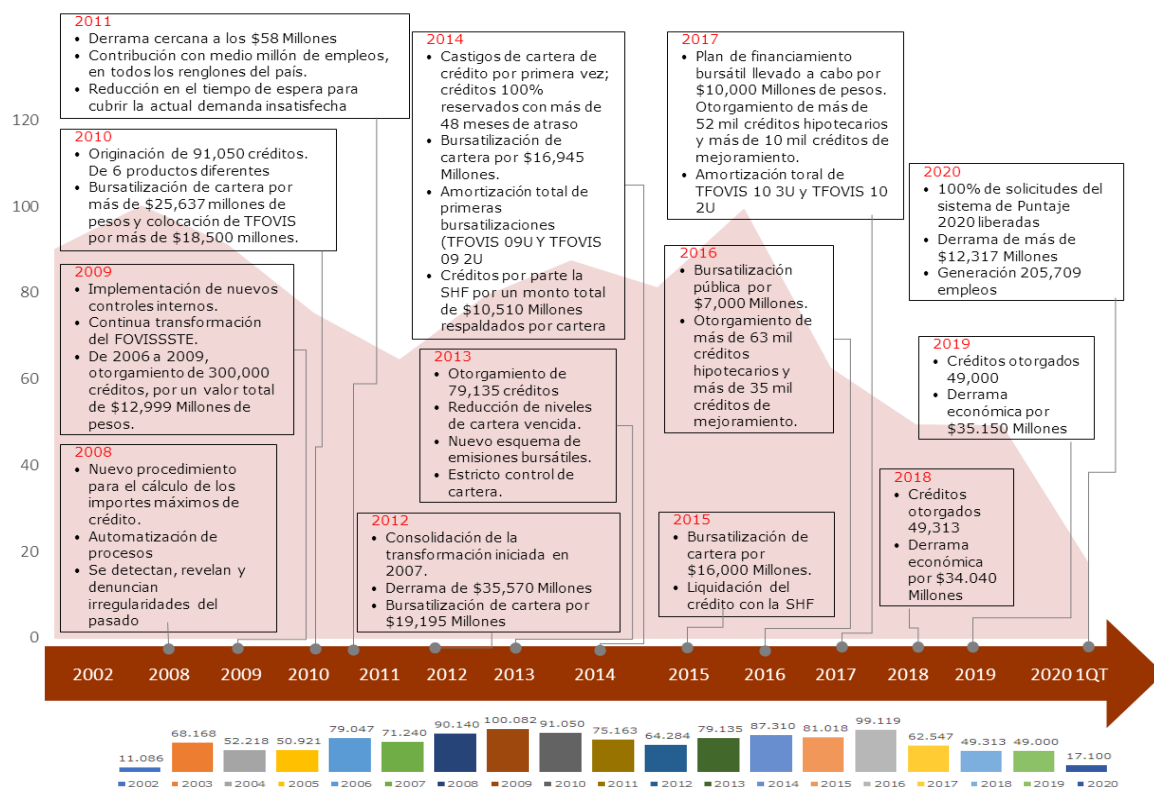 2011
• Derrama cercana a los $58 Millones
• Contribución con medio millón de empleos,
en todos los renglones del país.
• Reducción en el tiempo de espera para
cubrir la actual demanda insatisfecha
2014
• Castigos de cartera de
crédito por primera vez;
créditos 100%
reservados con más de
48 meses de atraso
• Bursatilización de
cartera por $16,945
Millones.
• Amortización total de
primeras
bursatilizaciones
(TFOVIS 09U Y TFOVIS
09 2U
• Créditos por parte la
SHF por un monto total
de $10,510 Millones
respaldados por cartera
2017
• Plan de financiamiento
bursátil llevado a cabo por
$10,000 Millones de pesos.
Otorgamiento de más de
52 mil créditos hipotecarios
y más de 10 mil créditos de
mejoramiento.
• Amortización toral de
TFOVIS 10 3U y TFOVIS 10
2U
2010
• Originación de 91,050 créditos.
De 6 productos diferentes
• Bursatilización de cartera por
más de $25,637 millones de
pesos y colocación de TFOVIS
por más de $18,500 millones.
2020
• 100% de solicitudes del
sistema de Puntaje
2020 liberadas
• Derrama de más de
$12,317 Millones
• Generación 205,709
empleos
2009
• Implementación de nuevos
controles internos.
• Continua transformación
del FOVISSSTE.
• De 2006 a 2009,
otorgamiento de 300,000
créditos, por un valor total
de $12,999 Millones de
pesos.
2016
• Bursatilización
pública por
$7,000 Millones.
• Otorgamiento de
más de 63 mil
créditos
hipotecarios y
más de 35 mil
créditos de
mejoramiento.
2013
• Otorgamiento de
79,135 créditos
• Reducción de niveles
de cartera vencida.
• Nuevo esquema de
emisiones bursátiles.
• Estricto control de
cartera.
2019
• Créditos otorgados
49,000
• Derrama
económica por
$35.150 Millones
2008
• Nuevo procedimiento
para el cálculo de los
importes máximos de
crédito.
• Automatización de
procesos
• Se detectan, revelan y
denuncian
irregularidades del
pasado
2012
• Consolidación de la
transformación iniciada en
2007.
• Derrama de $35,570 Millones
• Bursatilización de cartera por
$19,195 Millones
2015
• Bursatilización de
cartera por
$16,000 Millones.
• Liquidación del
crédito con la SHF
2018
• Créditos
otorgados
49,313
• Derrama
económica
por $34.040
Millones
120
100
80
60
40
20
0
2002 2008 2009 2010 2011 2012 2013 2014 2015 2016 2017 2018 2019 2020 1QT
11.086 68.168 52.218 50.921 79.047 71.240 90.140 100.082 91.050 75.163 64.284 79.135 87.310 81.018 99.119 62.547 49.313 49.000 17.100
2002 2003 2004 2005 2006 2007 2008 2009 2010 2011 2012 2013 2014 2015 2016 2017 2018 2019 2020